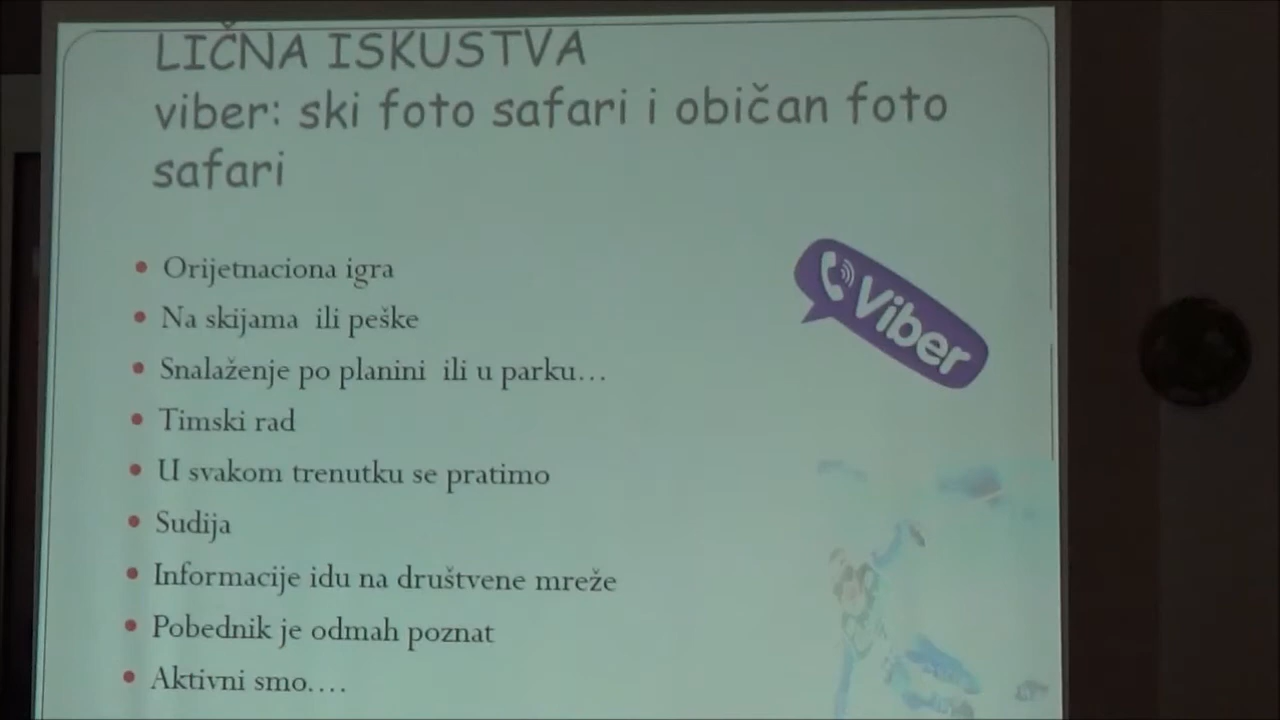 LIČNA ISKUSTVA
viber: ski foto safari i običan foto
safari
Orijetnaciona igra
Na skijama ili peške
Snalaženje po planini ili u parku...
Timski rad
U svakom trenutku se pratimo
Sudija
Informacije idu na društvene mreže
Pobednik je odmah poznat
Aktivni smo....
Viber